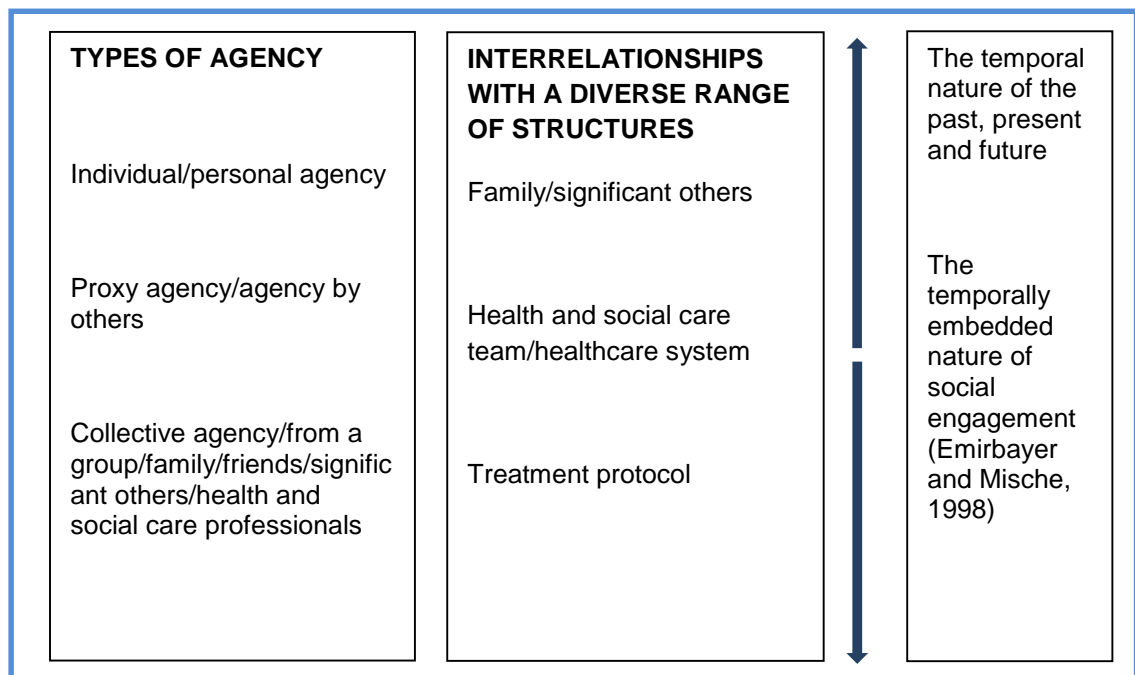 TYPES OF AGENCY
Individual/personal agency
Proxy agency/agency by
others
Collective agency/from a
group/family/friends/signific
ant others/health and
social care professionals
INTERRELATIONSHIPS
WITH A DIVERSE RANGE
OF STRUCTURES
Family/significant others
Health and social care
team/healthcare system
Treatment protocol
The temporal
nature of the
past, present
and future
The
temporally
embedded
nature of
social
engagement
(Emirbayer
and Mische,
1998)